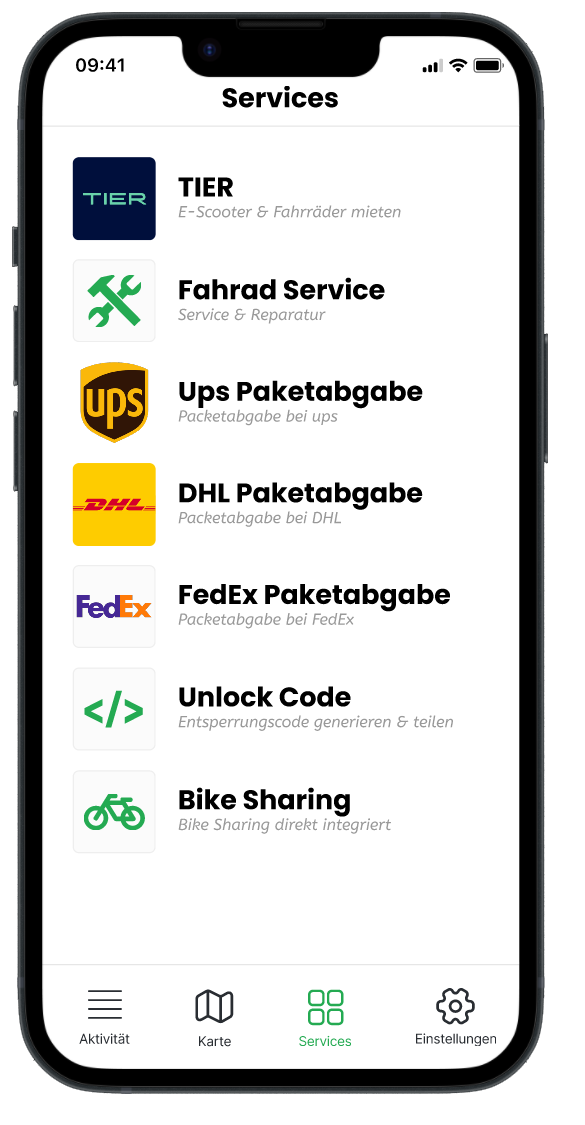 09:41
Services
TIER
TIER
E-Scooter & Fahrräder mieten
Fahrad Service
Service & Reparatur
ups
Ups Paketabgabe
Packetabgabe bei ups
DHL
DHL Paketabgabe
Packetabgabe bei DHL
FedEx
FedEx Paketabgabe
Packetabgabe bei FedEx
</>
Unlock Code
Entsperrungscode generieren & teilen
Bike Sharing
Bike Sharing direkt integriert
Aktivität
Karte
Services
Einstellungen